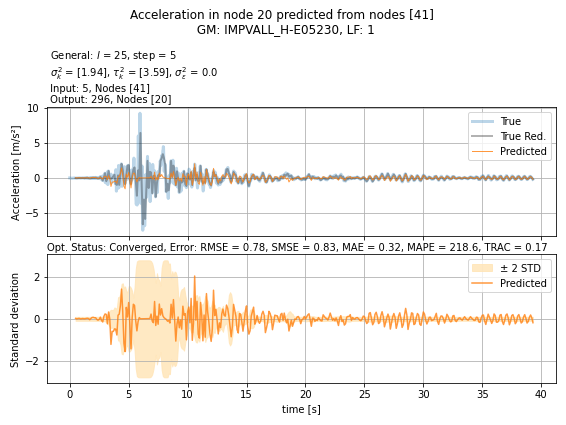 Acceleration in node 20 predicted from nodes [41]
GM: IMPVALL_H-E05230, LF: 1
General: l = 25, step = 5
σ²ₖ = [1.94], τ²ₖ = [3.59], σ²ε = 0.0
Input: 5, Nodes [41]
Output: 296, Nodes [20]
10
5
0
−5
Acceleration [m/s²]
True
True Red.
Predicted
Opt. Status: Converged, Error: RMSE = 0.78, SMSE = 0.83, MAE = 0.32, MAPE = 218.6, TRAC = 0.17
2
0
−2
Standard deviation
± 2 STD
Predicted
0 5 10 15 20 25 30 35 40
time [s]